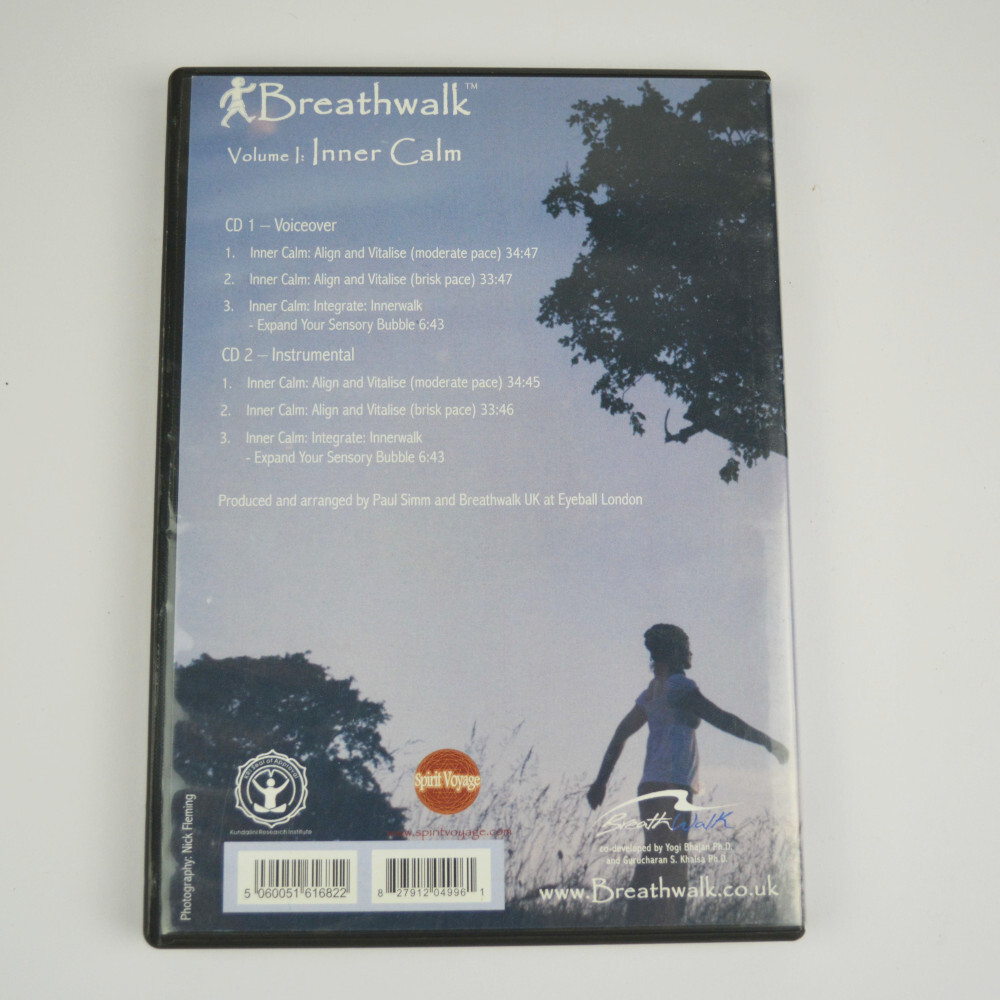 Breathwalk™
Volume I: Inner Calm
CD 1 – Voiceover
1. Inner Calm: Align and Vitalise (moderate pace) 34:47
2. Inner Calm: Align and Vitalise (brisk pace) 33:47
3. Inner Calm: Integrate: Innerwalk
- Expand Your Sensory Bubble 6:43
CD 2 – Instrumental
1. Inner Calm: Align and Vitalise (moderate pace) 34:45
2. Inner Calm: Align and Vitalise (brisk pace) 33:46
3. Inner Calm: Integrate: Innerwalk
- Expand Your Sensory Bubble 6:43
Produced and arranged by Paul Simm and Breathwalk UK at Eyeball London
Photography: Nick Fleming
Seal of Approval
Kundalini Research Institute
Spirit Voyage
www.spiritvoyage.com
BreathWalk
co-developed by Yogi Bhajan Ph.D.
and Gurucharan S. Khalsa Ph.D.
www.Breathwalk.co.uk
5 060051 616822
8 27912 04996 1